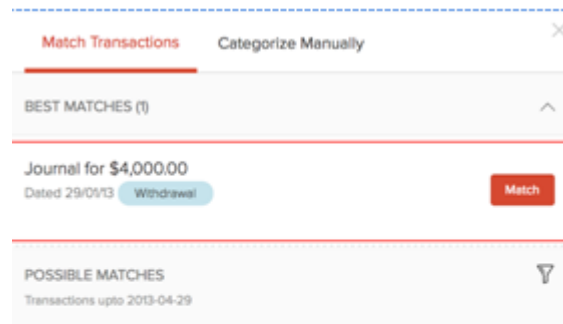 Match Transactions Categorize Manually
BEST MATCHES (1)
Journal for $4,000.00
Dated 29/01/13 Withdrawal
Match
POSSIBLE MATCHES
Transactions upto 2013-04-29